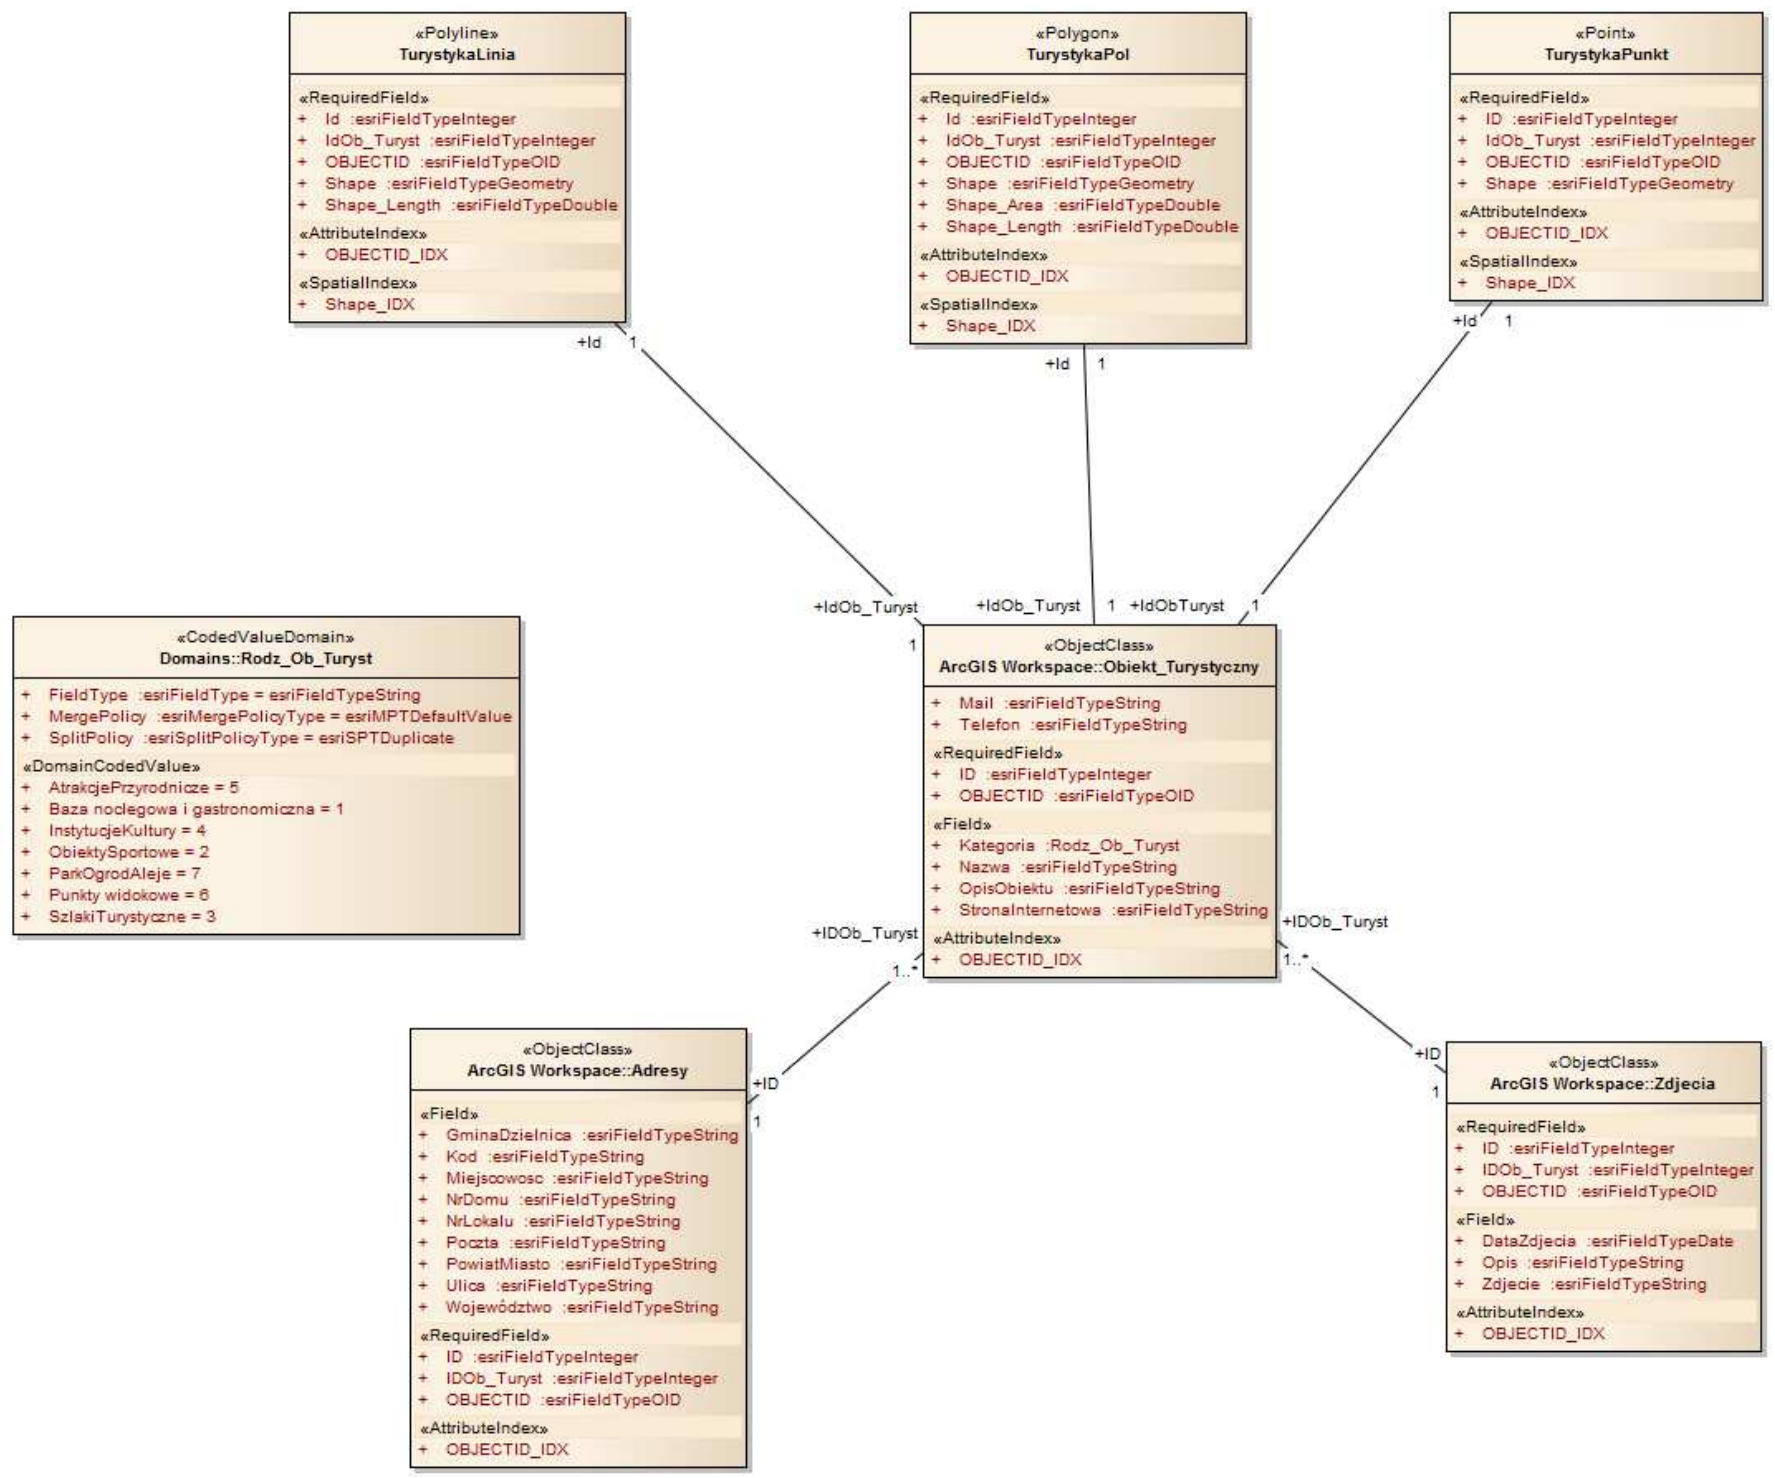 «Polyline»
TurystykaLinia
«RequiredField»
+ Id :esriFieldTypeInteger
+ IdOb_Turyst :esriFieldTypeInteger
+ OBJECTID :esriFieldTypeOID
+ Shape :esriFieldTypeGeometry
+ Shape_Length :esriFieldTypeDouble
«AttributeIndex»
+ OBJECTID_IDX
«SpatialIndex»
+ Shape_IDX
«Polygon»
TurystykaPol
«RequiredField»
+ Id :esriFieldTypeInteger
+ IdOb_Turyst :esriFieldTypeInteger
+ OBJECTID :esriFieldTypeOID
+ Shape :esriFieldTypeGeometry
+ Shape_Area :esriFieldTypeDouble
+ Shape_Length :esriFieldTypeDouble
«AttributeIndex»
+ OBJECTID_IDX
«SpatialIndex»
+ Shape_IDX
«Point»
TurystykaPunkt
«RequiredField»
+ ID :esriFieldTypeInteger
+ IdOb_Turyst :esriFieldTypeInteger
+ OBJECTID :esriFieldTypeOID
+ Shape :esriFieldTypeGeometry
«AttributeIndex»
+ OBJECTID_IDX
«SpatialIndex»
+ Shape_IDX
+Id 1
+Id 1
+Id 1
+IdOb_Turyst
1
+IdOb_Turyst 1
+IdObTuryst 1
«CodedValueDomain»
Domains::Rodz_Ob_Turyst
+ FieldType :esriFieldType = esriFieldTypeString
+ MergePolicy :esriMergePolicyType = esriMPTDefaultValue
+ SplitPolicy :esriSplitPolicyType = esriSPTDuplicate
«DomainCodedValue»
+ AtrakcjePrzyrodnicze = 5
+ Baza noclegowa i gastronomiczna = 1
+ InstytucjeKultury = 4
+ ObiektySportowe = 2
+ ParkOgrodAleje = 7
+ Punkty widokowe = 6
+ SzlakiTurystyczne = 3
«ObjectClass»
ArcGIS Workspace::Obiekt_Turystyczny
+ Mail :esriFieldTypeString
+ Telefon :esriFieldTypeString
«RequiredField»
+ ID :esriFieldTypeInteger
+ OBJECTID :esriFieldTypeOID
«Field»
+ Kategoria :Rodz_Ob_Turyst
+ Nazwa :esriFieldTypeString
+ OpisObiektu :esriFieldTypeString
+ StronaInternetowa :esriFieldTypeString
«AttributeIndex»
+ OBJECTID_IDX
+IDOb_Turyst
1..*
+IDOb_Turyst
1..*
+ID
1
+ID
1
«ObjectClass»
ArcGIS Workspace::Adresy
«Field»
+ GminaDzielnica :esriFieldTypeString
+ Kod :esriFieldTypeString
+ Miejscowosc :esriFieldTypeString
+ NrDomu :esriFieldTypeString
+ NrLokalu :esriFieldTypeString
+ Poczta :esriFieldTypeString
+ PowiatMiasto :esriFieldTypeString
+ Ulica :esriFieldTypeString
+ Województwo :esriFieldTypeString
«RequiredField»
+ ID :esriFieldTypeInteger
+ IDOb_Turyst :esriFieldTypeInteger
+ OBJECTID :esriFieldTypeOID
«AttributeIndex»
+ OBJECTID_IDX
«ObjectClass»
ArcGIS Workspace::Zdjecia
«RequiredField»
+ ID :esriFieldTypeInteger
+ IDOb_Turyst :esriFieldTypeInteger
+ OBJECTID :esriFieldTypeOID
«Field»
+ DataZdjecia :esriFieldTypeDate
+ Opis :esriFieldTypeString
+ Zdjecie :esriFieldTypeString
«AttributeIndex»
+ OBJECTID_IDX